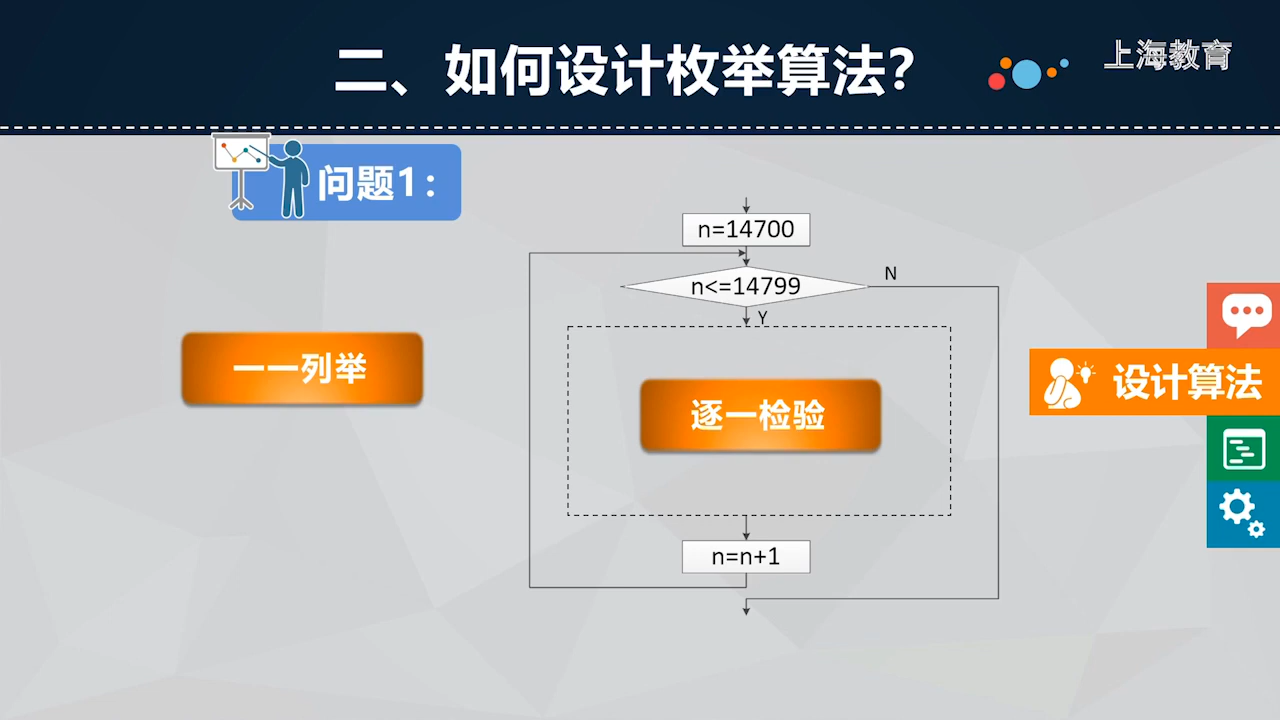 二、如何设计枚举算法?
上海教育
问题1：
n=14700
n<=14799
N
Y
一一列举
逐一检验
设计算法
n=n+1